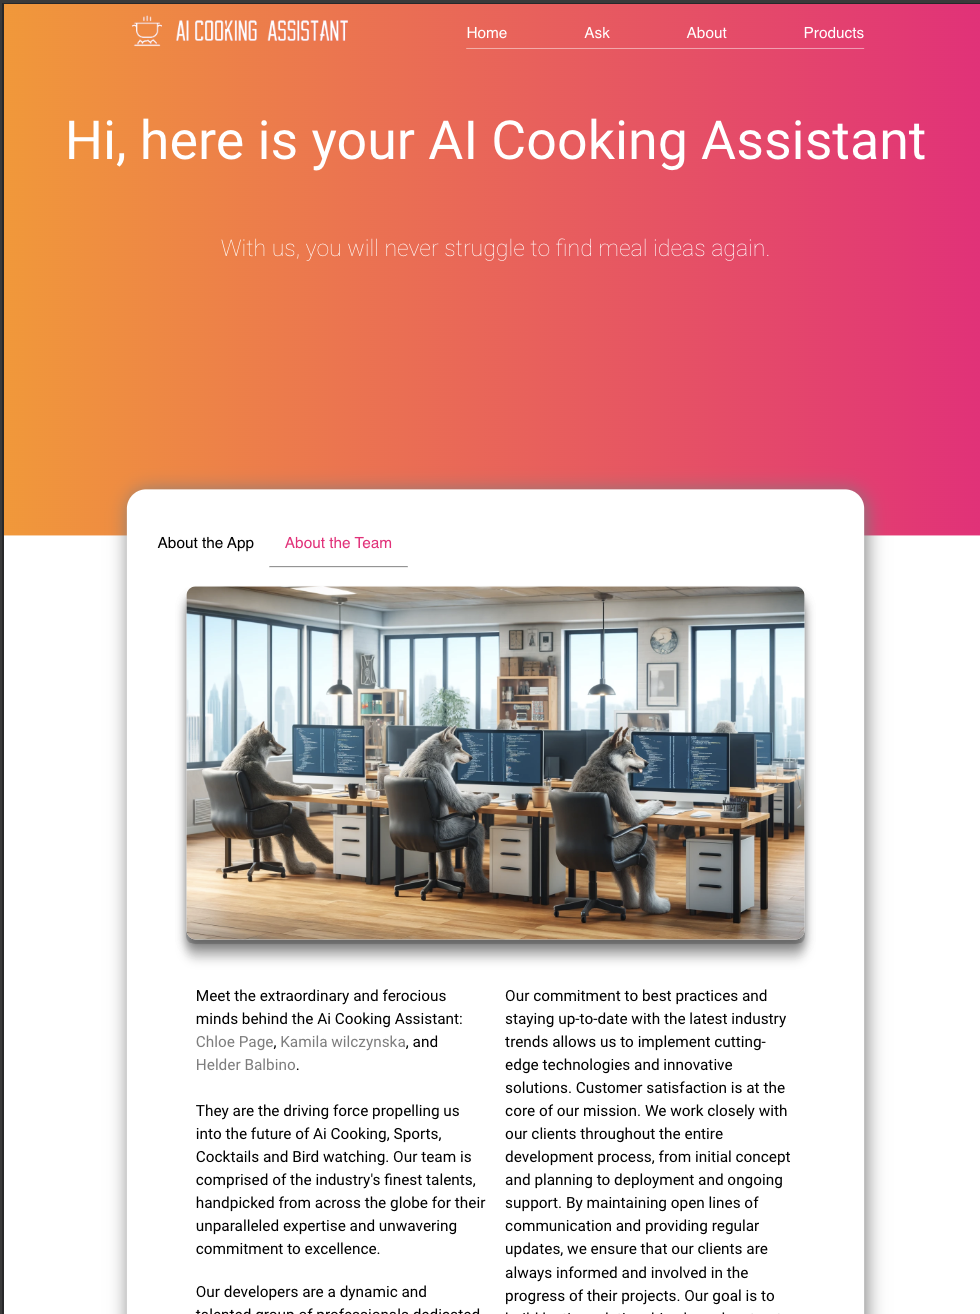 AI COOKING ASSISTANT
Home Ask About Products
Hi, here is your AI Cooking Assistant
With us, you will never struggle to find meal ideas again.
About the App About the Team
Meet the extraordinary and ferocious
minds behind the Ai Cooking Assistant:
Chloe Page, Kamila wilczynska, and
Helder Balbino.
They are the driving force propelling us
into the future of Ai Cooking, Sports,
Cocktails and Bird watching. Our team is
comprised of the industry's finest talents,
handpicked from across the globe for their
unparalleled expertise and unwavering
commitment to excellence.
Our developers are a dynamic and
talented group of professionals dedicated
Our commitment to best practices and
staying up-to-date with the latest industry
trends allows us to implement cutting-
edge technologies and innovative
solutions. Customer satisfaction is at the
core of our mission. We work closely with
our clients throughout the entire
development process, from initial concept
and planning to deployment and ongoing
support. By maintaining open lines of
communication and providing regular
updates, we ensure that our clients are
always informed and involved in the
progress of their projects. Our goal is to